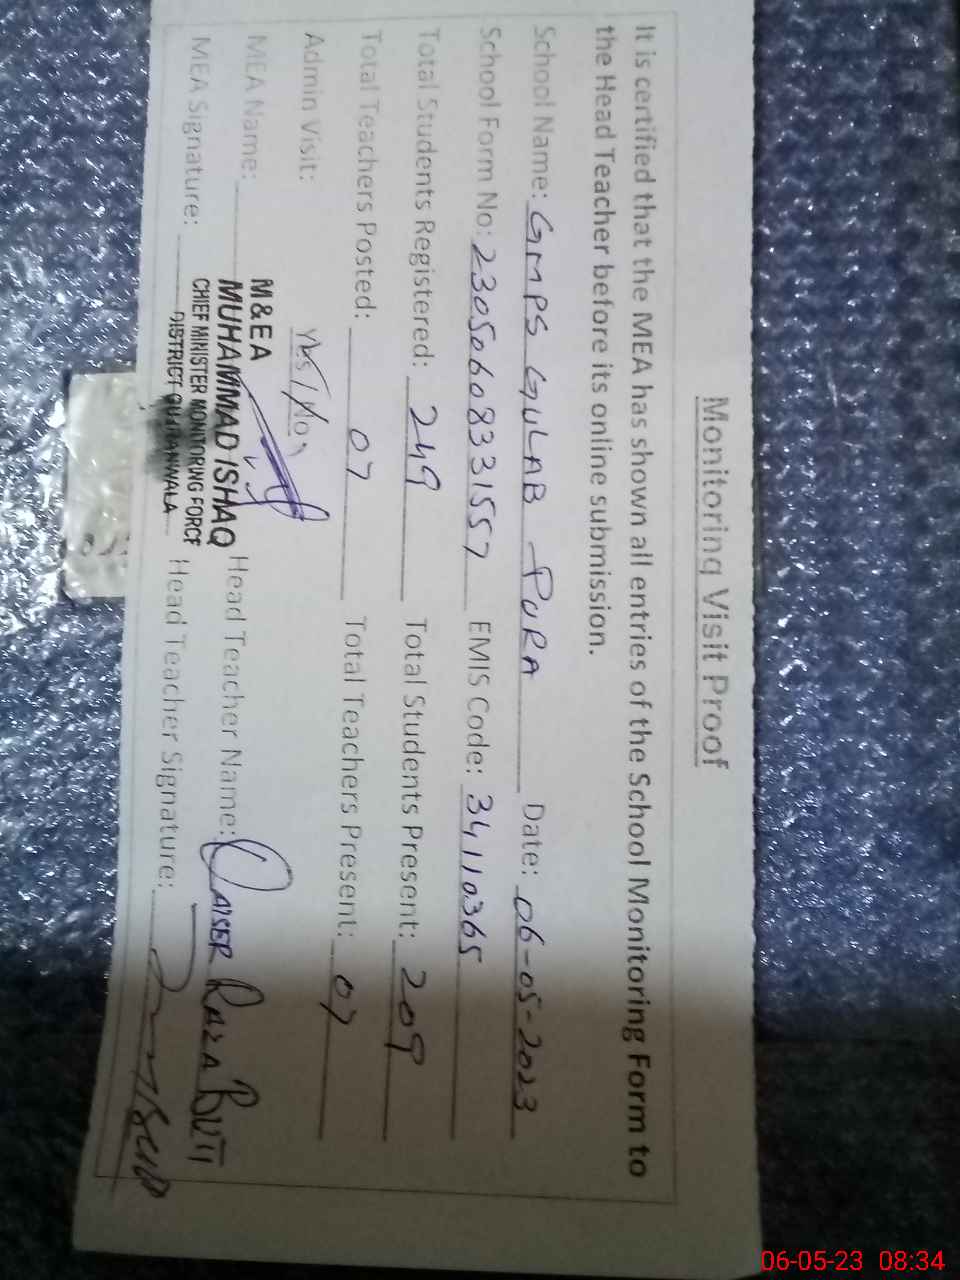 Monitoring Visit Proof
It is certified that the MEA has shown all entries of the School Monitoring Form to
the Head Teacher before its online submission.
School Name: GMPS GULAB PURA Date: 06-05-2023
School Form No: 23050608331557 EMIS Code: 34110365
Total Students Registered: 249 Total Students Present: 209
Total Teachers Posted: 07 Total Teachers Present: 07
Admin Visit: Yes / No
M&EA
MEA Name: MUHAMMAD ISHAQ Head Teacher Name: QAISER RAZA BUTT
CHIEF MINISTER MONITORING FORCE
MEA Signature: DISTRICT GUJRANWALA Head Teacher Signature:
06-05-23 08:34